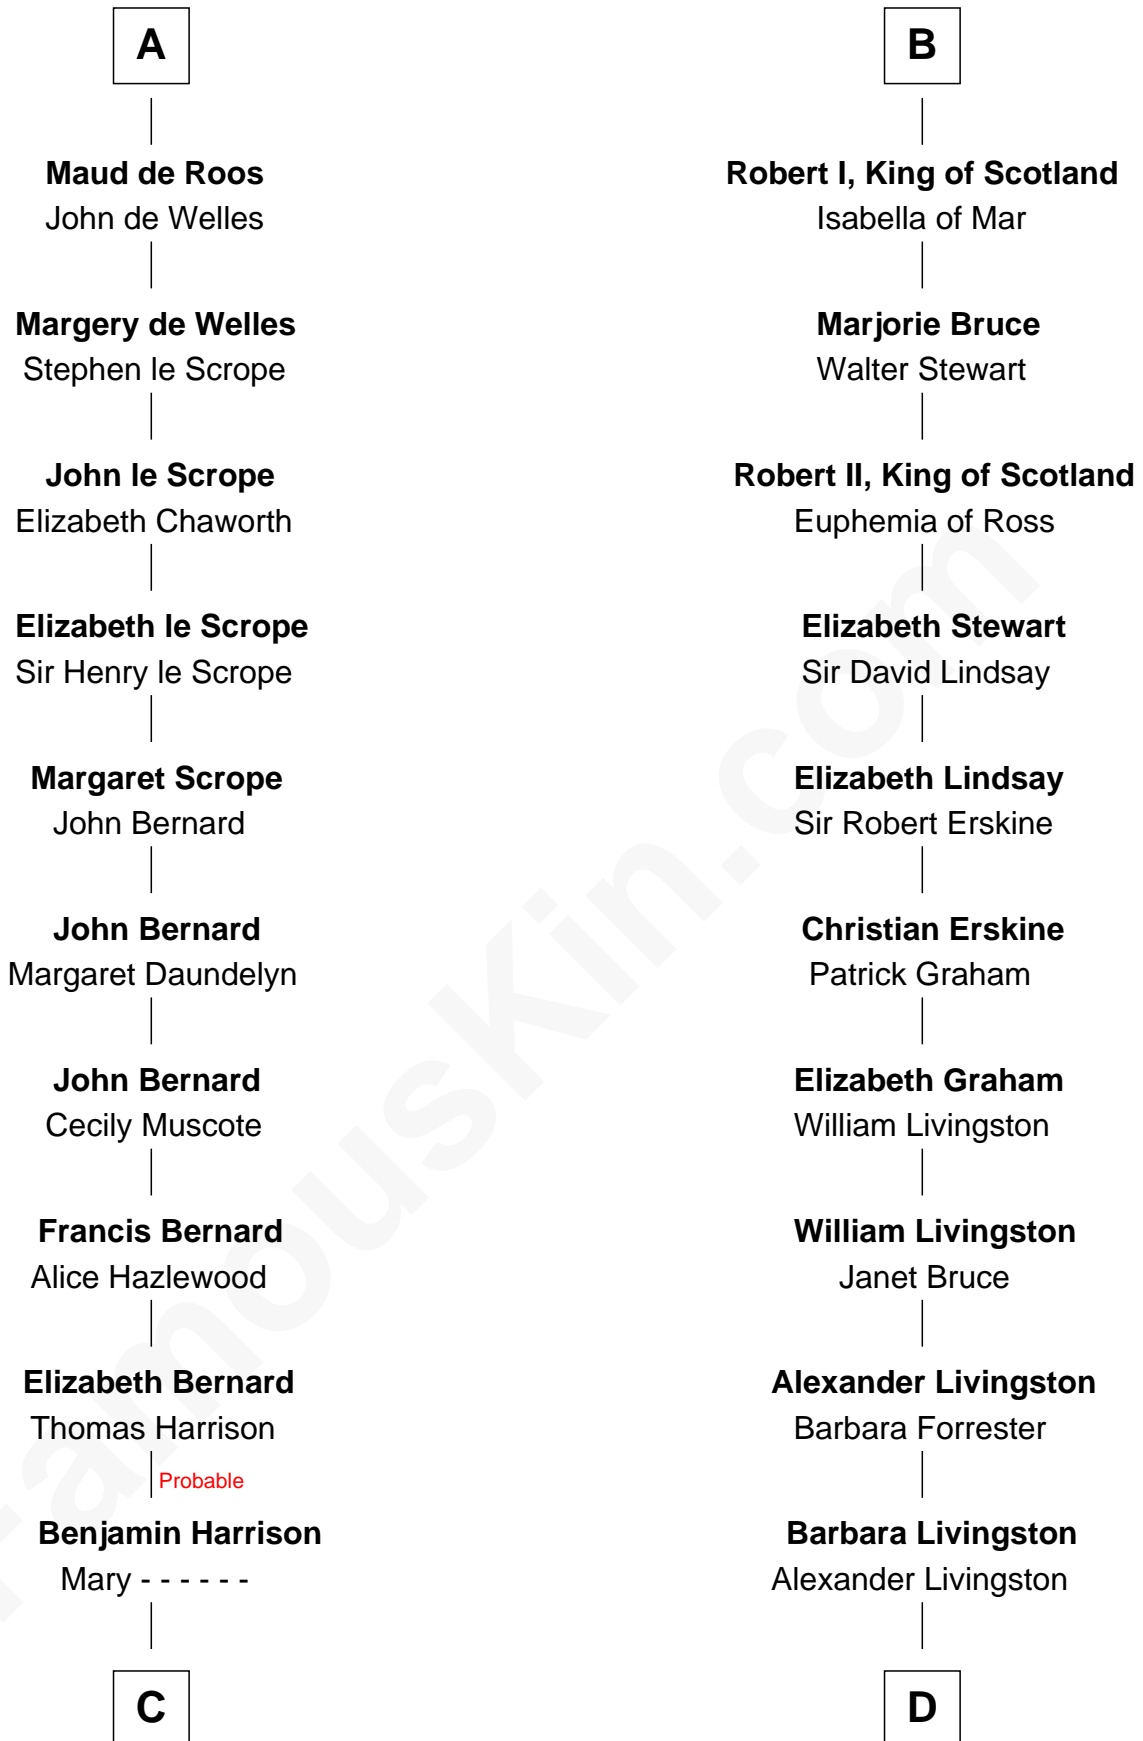 A
Maud de Roos
John de Welles
Margery de Welles
Stephen le Scrope
John le Scrope
Elizabeth Chaworth
Elizabeth le Scrope
Sir Henry le Scrope
Margaret Scrope
John Bernard
John Bernard
Margaret Daundelyn
John Bernard
Cecily Muscote
Francis Bernard
Alice Hazlewood
Elizabeth Bernard
Thomas Harrison
Probable
Benjamin Harrison
Mary - - - - - -
C
B
Robert I, King of Scotland
Isabella of Mar
Marjorie Bruce
Walter Stewart
Robert II, King of Scotland
Euphemia of Ross
Elizabeth Stewart
Sir David Lindsay
Elizabeth Lindsay
Sir Robert Erskine
Christian Erskine
Patrick Graham
Elizabeth Graham
William Livingston
William Livingston
Janet Bruce
Alexander Livingston
Barbara Forrester
Barbara Livingston
Alexander Livingston
D
FamousKin.com